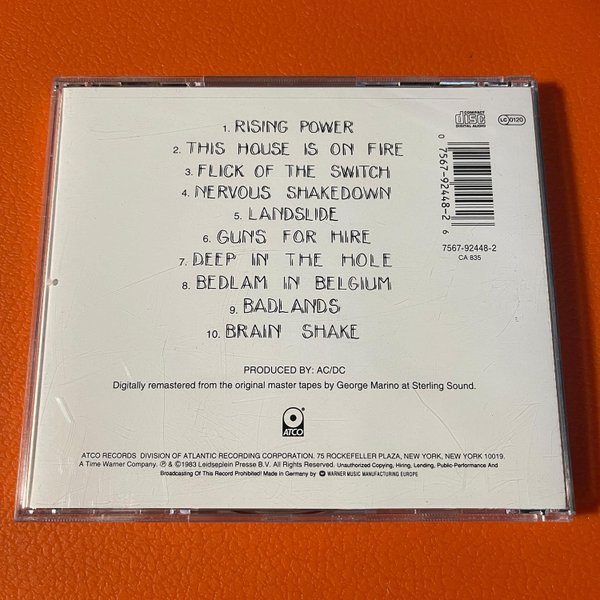 1. RISING POWER
2. THIS HOUSE IS ON FIRE
3. FLICK OF THE SWITCH
4. NERVOUS SHAKEDOWN
5. LANDSLIDE
6. GUNS FOR HIRE
7. DEEP IN THE HOLE
8. BEDLAM IN BELGIUM
9. BADLANDS
10. BRAIN SHAKE
COMPACT
disc
DIGITAL AUDIO
LC 0120
0 7567-92448-2 6
7567-92448-2
CA 835
PRODUCED BY: AC/DC
Digitally remastered from the original master tapes by George Marino at Sterling Sound.
ATCO
ATCO RECORDS DIVISION OF ATLANTIC RECORDING CORPORATION. 75 ROCKEFELLER PLAZA, NEW YORK, NEW YORK 10019.
A Time Warner Company. ℗ & © 1983 Leidseplein Presse B.V. All Rights Reserved. Unauthorized Copying, Hiring, Lending, Public Performance And
Broadcasting Of This Record Prohibited! Made in Germany by WARNER MUSIC MANUFACTURING EUROPE